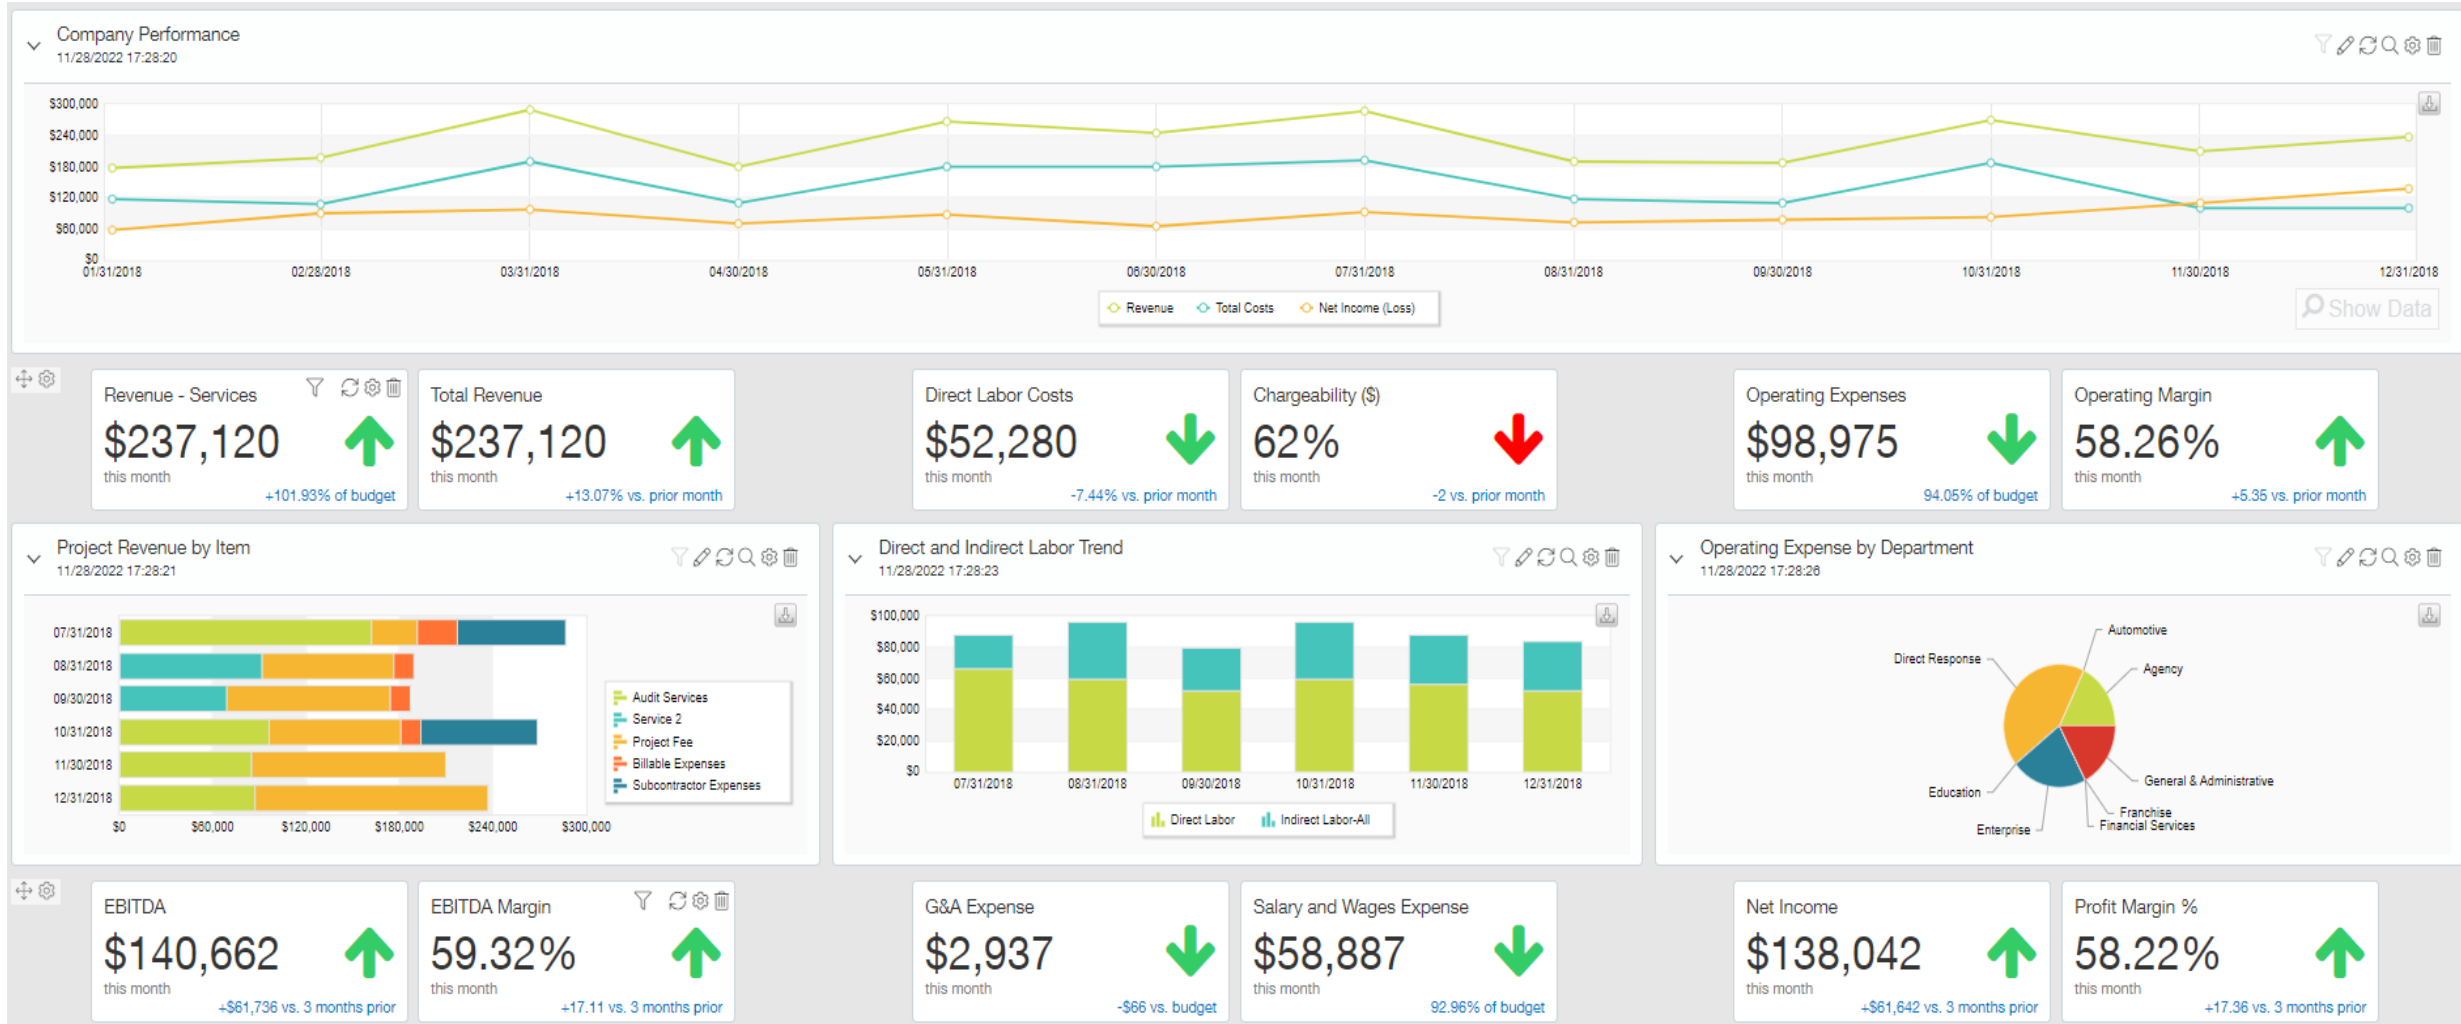 Company Performance
11/28/2022 17:28:20
$300,000
$240,000
$180,000
$120,000
$60,000
$0
01/31/2018 02/28/2018 03/31/2018 04/30/2018 05/31/2018 06/30/2018 07/31/2018 08/31/2018 09/30/2018 10/31/2018 11/30/2018 12/31/2018
Revenue Total Costs Net Income (Loss)
Show Data
Revenue - Services
$237,120
this month
+101.93% of budget
Total Revenue
$237,120
this month
+13.07% vs. prior month
Direct Labor Costs
$52,280
this month
-7.44% vs. prior month
Chargeability ($)
62%
this month
-2 vs. prior month
Operating Expenses
$98,975
this month
94.05% of budget
Operating Margin
58.26%
this month
+5.35 vs. prior month
Project Revenue by Item
11/28/2022 17:28:21
07/31/2018
08/31/2018
09/30/2018
10/31/2018
11/30/2018
12/31/2018
$0 $60,000 $120,000 $180,000 $240,000 $300,000
Audit Services
Service 2
Project Fee
Billable Expenses
Subcontractor Expenses
Direct and Indirect Labor Trend
11/28/2022 17:28:23
$100,000
$80,000
$60,000
$40,000
$20,000
$0
07/31/2018 08/31/2018 09/30/2018 10/31/2018 11/30/2018 12/31/2018
Direct Labor Indirect Labor-All
Operating Expense by Department
11/28/2022 17:28:26
Automotive
Direct Response
Agency
General & Administrative
Education
Franchise
Financial Services
Enterprise
EBITDA
$140,662
this month
+$61,736 vs. 3 months prior
EBITDA Margin
59.32%
this month
+17.11 vs. 3 months prior
G&A Expense
$2,937
this month
-$66 vs. budget
Salary and Wages Expense
$58,887
this month
92.96% of budget
Net Income
$138,042
this month
+$61,642 vs. 3 months prior
Profit Margin %
58.22%
this month
+17.36 vs. 3 months prior